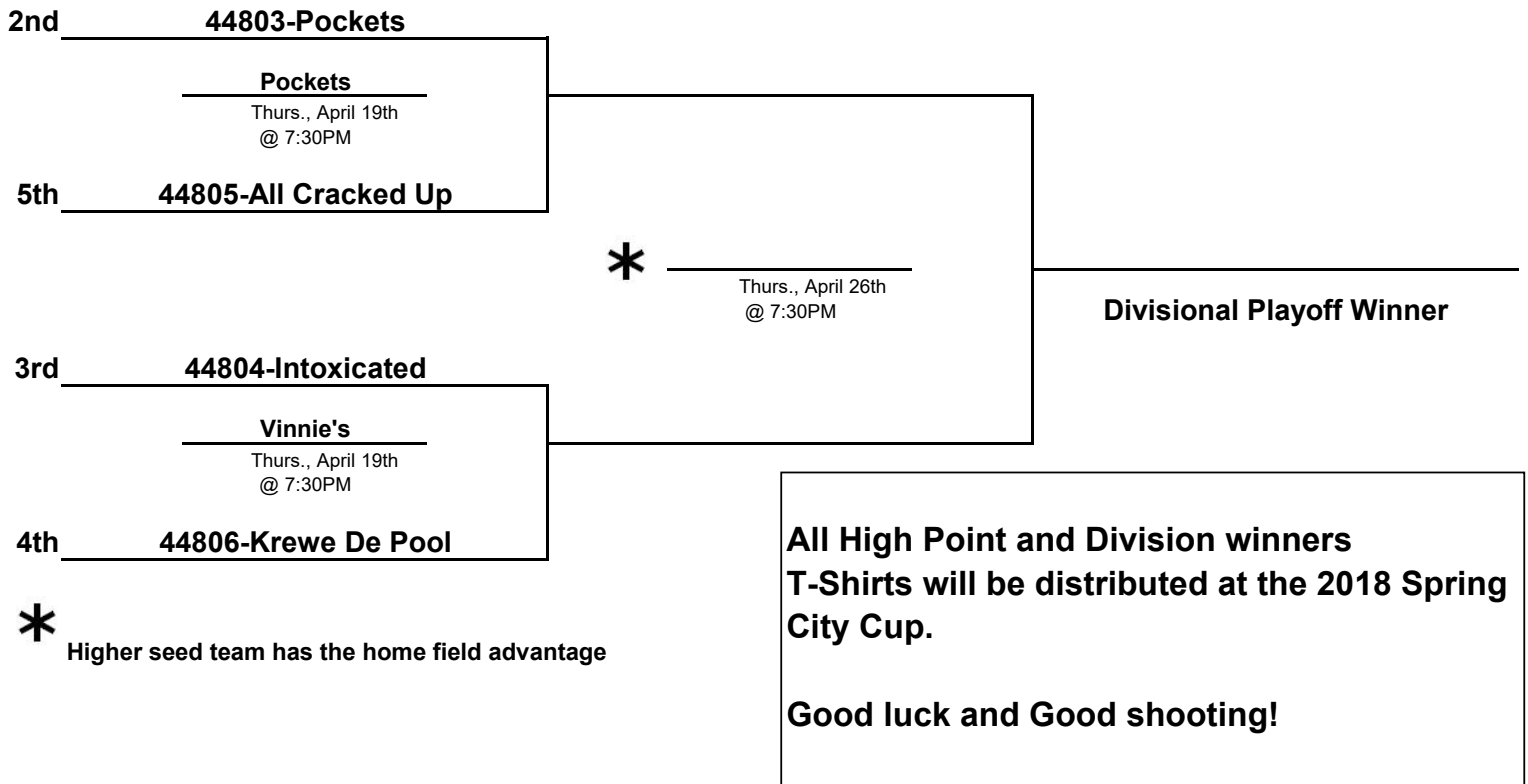 2nd 44803-Pockets
Pockets
Thurs., April 19th
@ 7:30PM
5th 44805-All Cracked Up
*
Thurs., April 26th
@ 7:30PM
Divisional Playoff Winner
3rd 44804-Intoxicated
Vinnie's
Thurs., April 19th
@ 7:30PM
4th 44806-Krewe De Pool
* Higher seed team has the home field advantage
All High Point and Division winners
T-Shirts will be distributed at the 2018 Spring
City Cup.
Good luck and Good shooting!